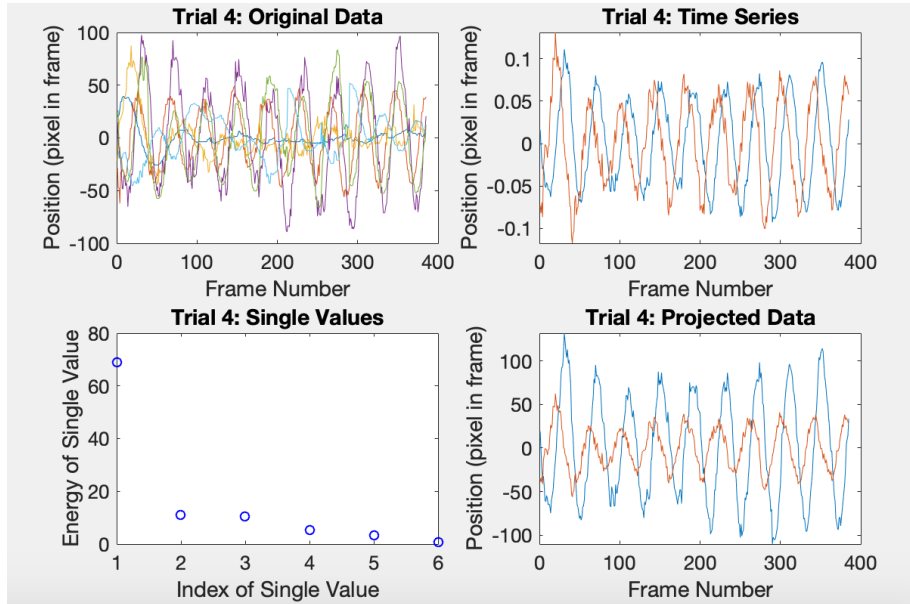 Trial 4: Original Data
Position (pixel in frame)
100
50
0
-50
-100
0 100 200 300 400
Frame Number
Trial 4: Time Series
Position (pixel in frame)
0.1
0.05
0
-0.05
-0.1
0 100 200 300 400
Frame Number
Trial 4: Single Values
Energy of Single Value
80
60
40
20
0
1 2 3 4 5 6
Index of Single Value
Trial 4: Projected Data
Position (pixel in frame)
100
50
0
-50
-100
0 100 200 300 400
Frame Number